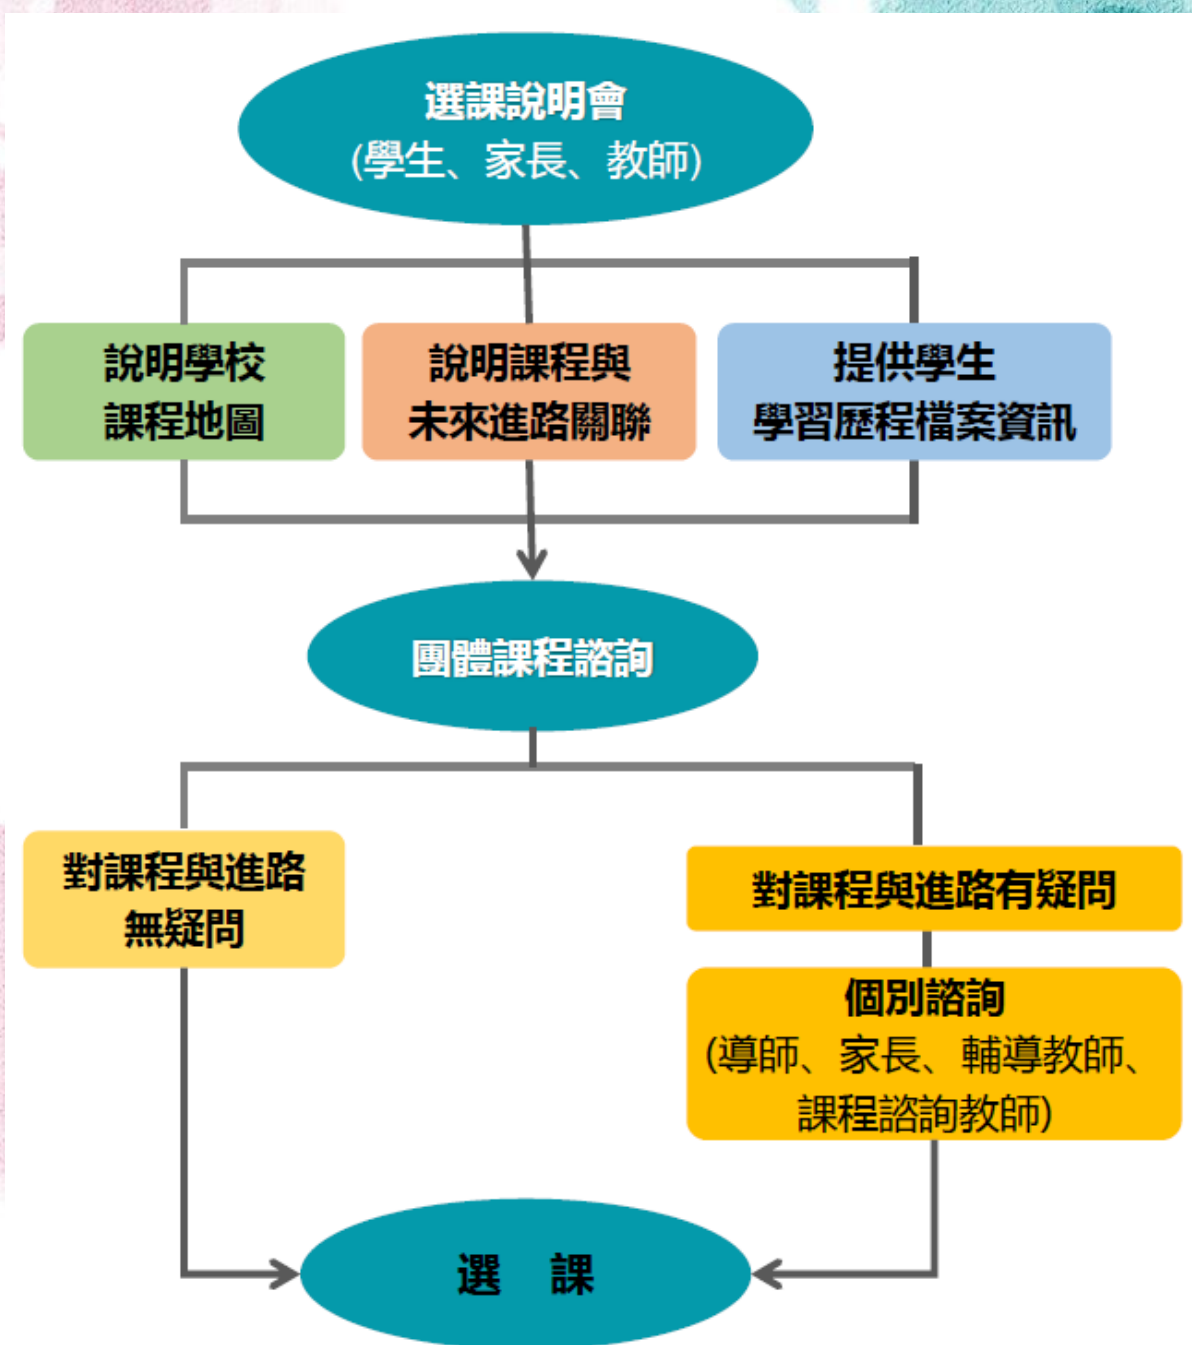 選課說明會
(學生、家長、教師)
說明學校
課程地圖
說明課程與
未來進路關聯
提供學生
學習歷程檔案資訊
團體課程諮詢
對課程與進路
無疑問
對課程與進路有疑問
個別諮詢
(導師、家長、輔導教師、
課程諮詢教師)
選　課